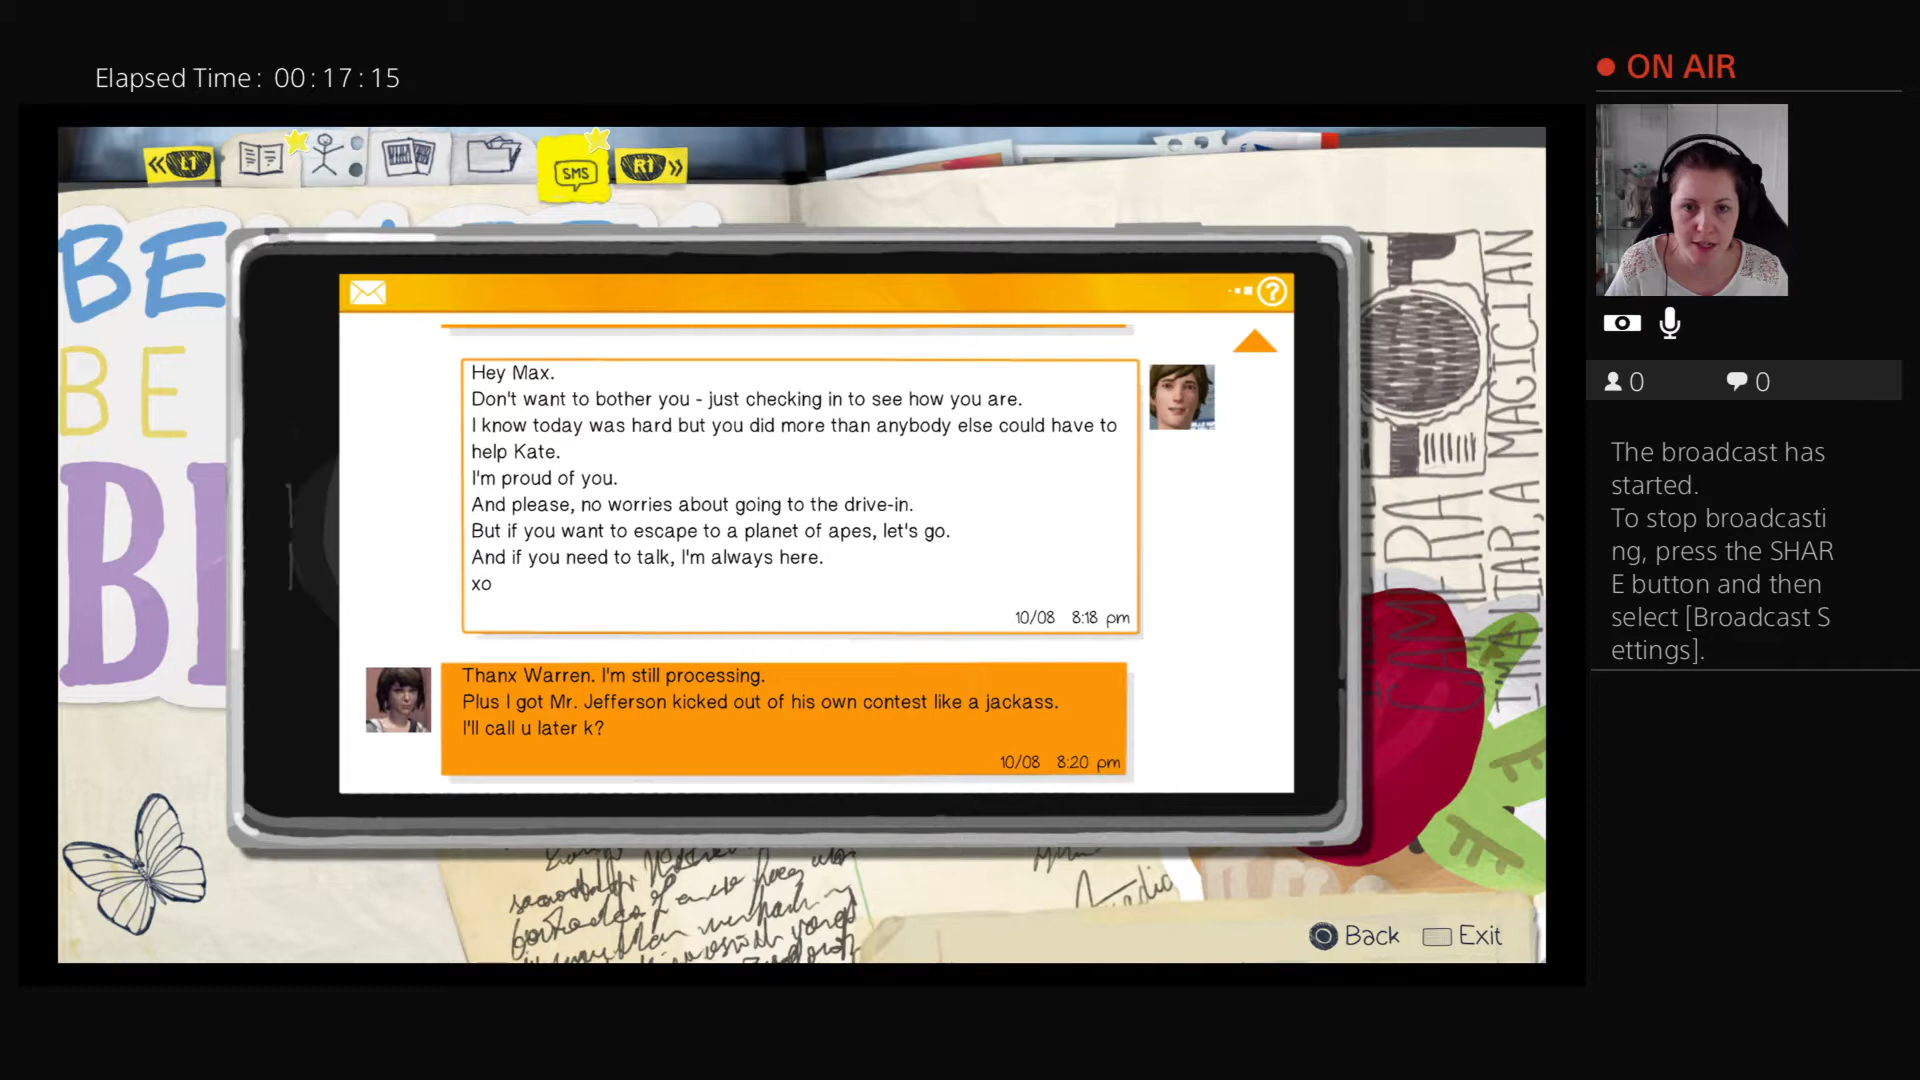 Elapsed Time: 00:17:15
ON AIR
L1
SMS
R1
BE
BE
?
Hey Max.
Don't want to bother you - just checking in to see how you are.
I know today was hard but you did more than anybody else could have to
help Kate.
I'm proud of you.
And please, no worries about going to the drive-in.
But if you want to escape to a planet of apes, let's go.
And if you need to talk, I'm always here.
xo
10/08 8:18 pm
Thanx Warren. I'm still processing.
Plus I got Mr. Jefferson kicked out of his own contest like a jackass.
I'll call u later k?
10/08 8:20 pm
0
0
The broadcast has
started.
To stop broadcasti
ng, press the SHAR
E button and then
select [Broadcast S
ettings].
LIAR, A MAGICIAN
Back
Exit